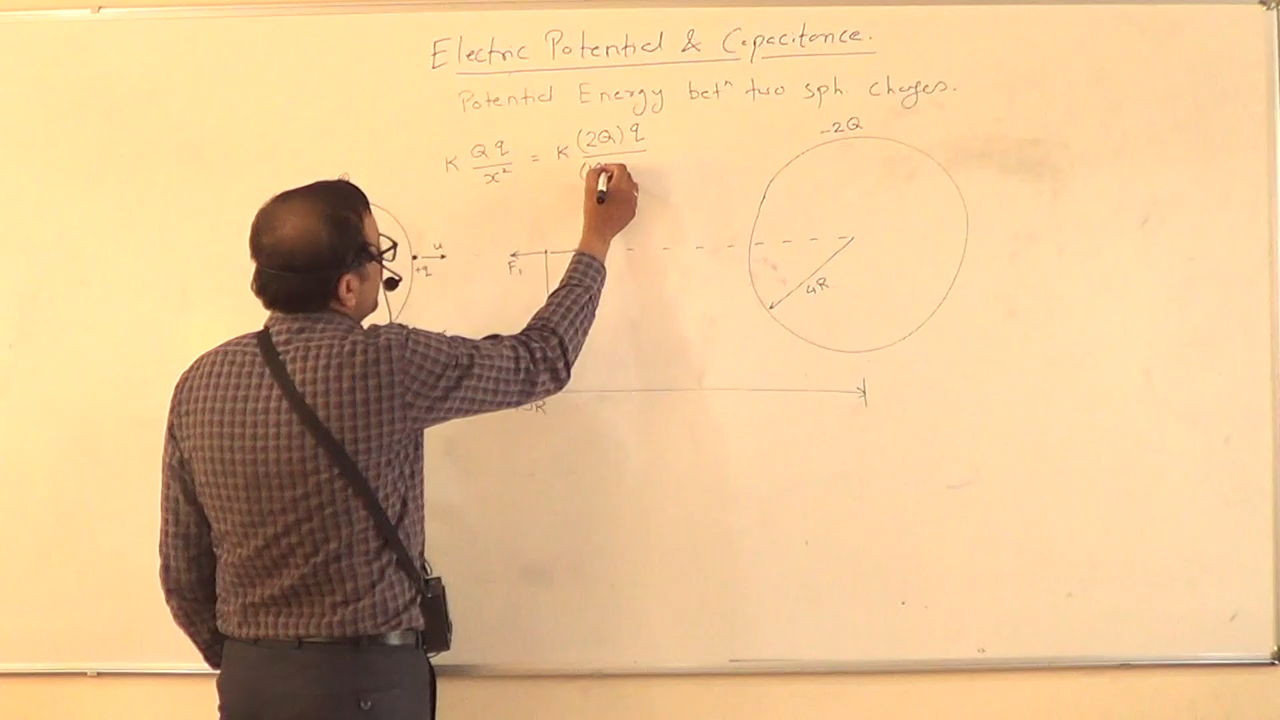 Electric Potential & Capacitance.
Potential Energy betⁿ two sph. charges.
K Qq/x² = K (2Q)q
-2Q
u
+q
F₁
4R
R